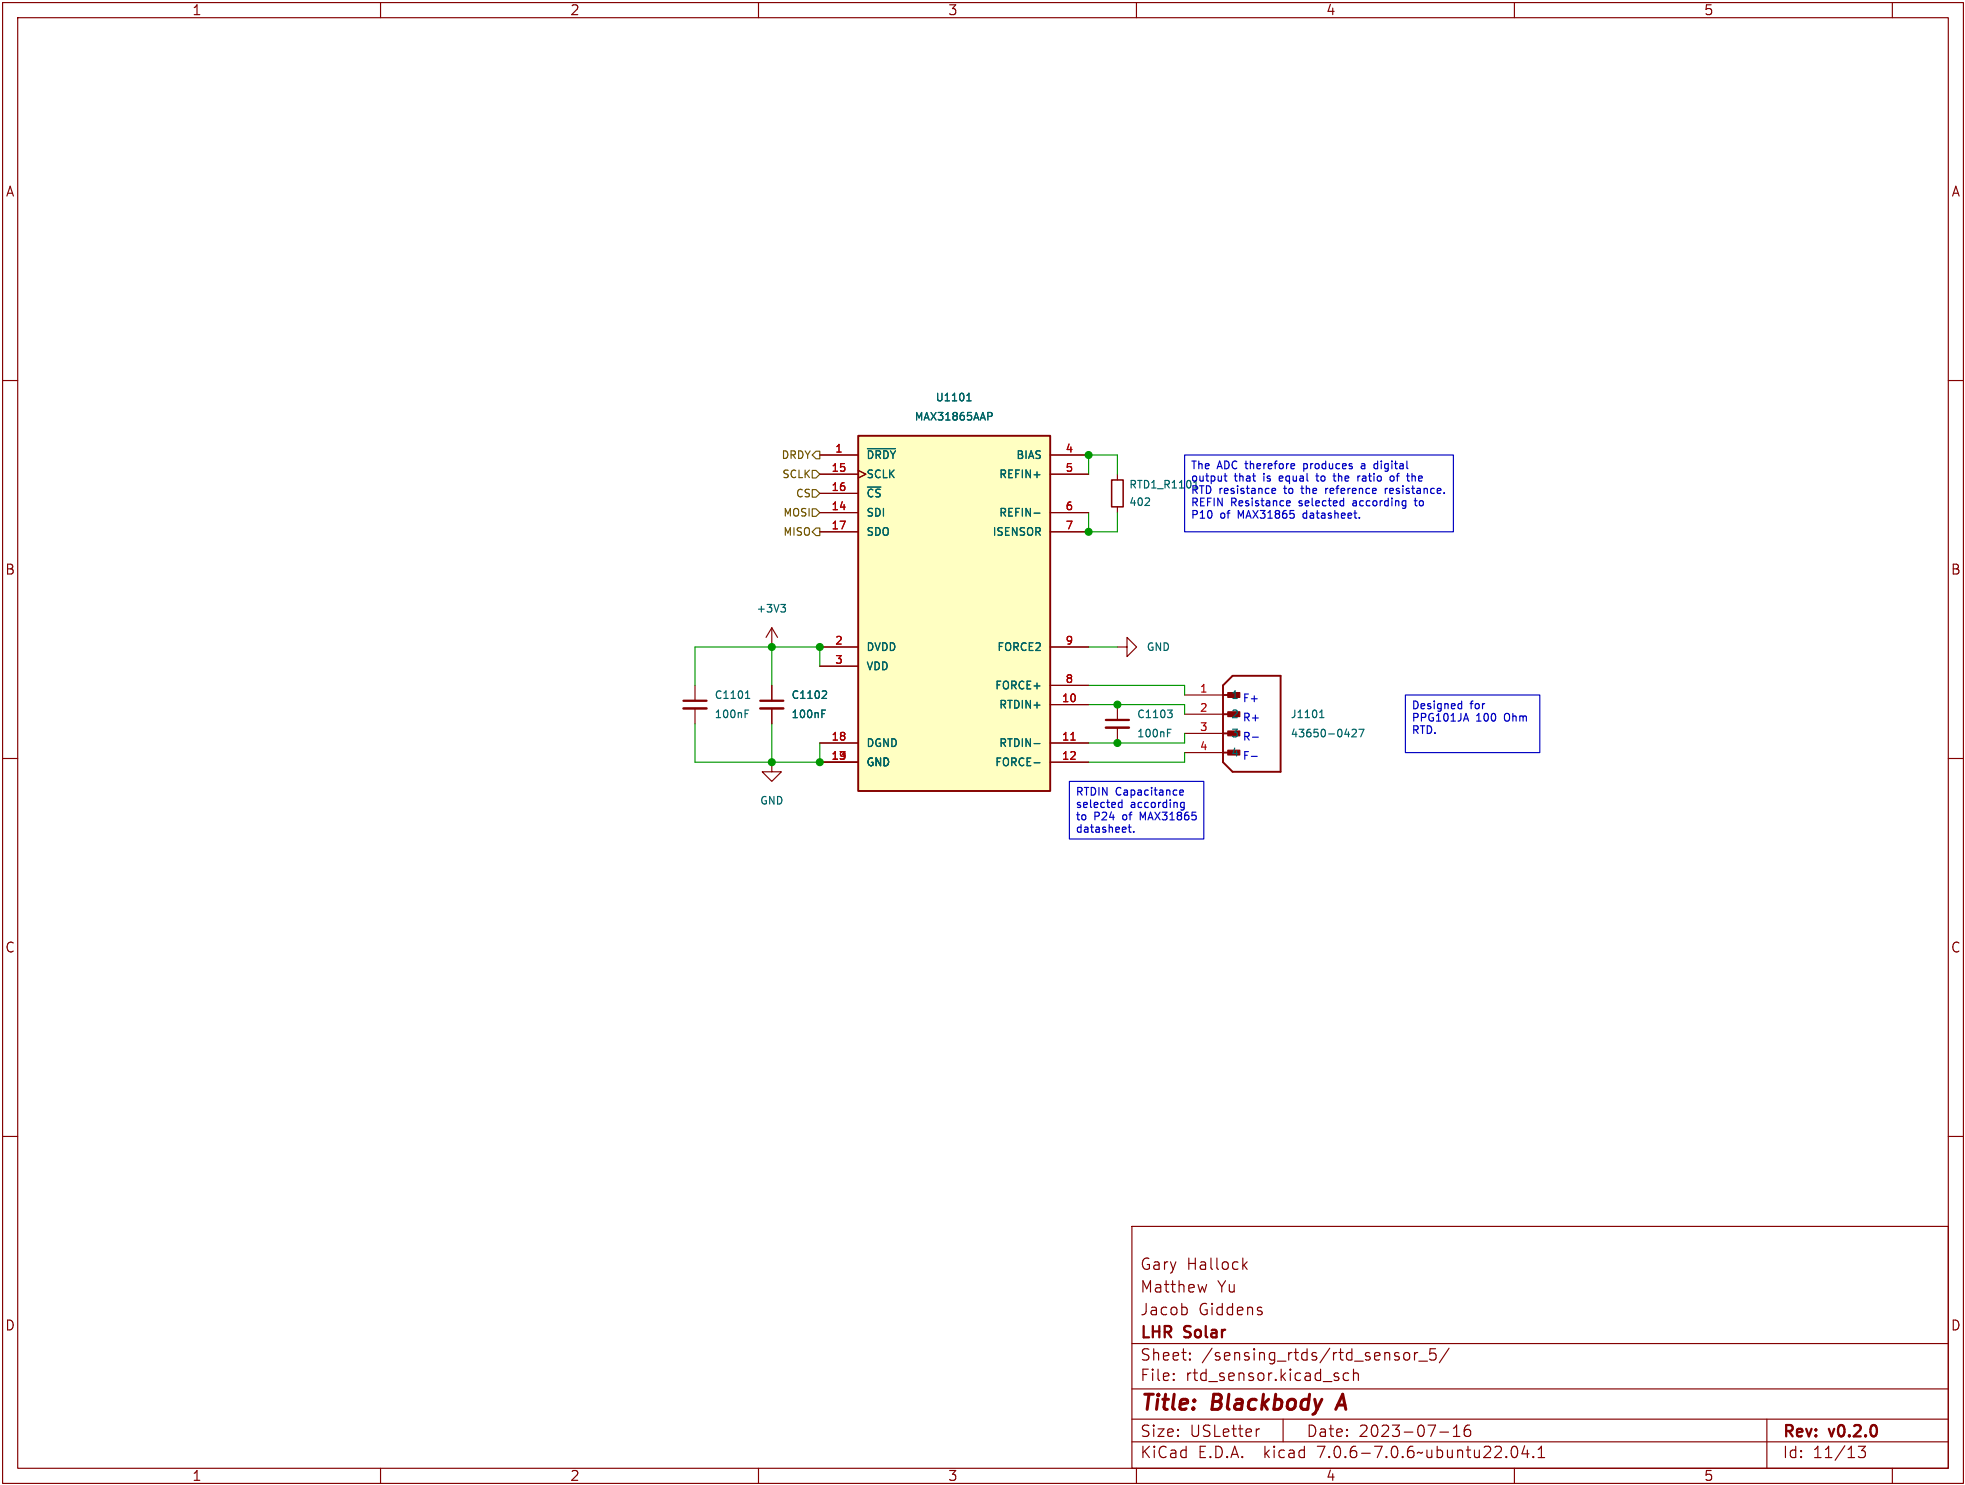 1 2 3 4 5
A A
B B
C C
D D
U1101
MAX31865AAP
DRDY 1 DRDY
SCLK 15 SCLK
CS 16 CS
MOSI 14 SDI
MISO 17 SDO
BIAS 4
REFIN+ 5
REFIN- 6
ISENSOR 7
RTD1_R1101
402
The ADC therefore produces a digital
output that is equal to the ratio of the
RTD resistance to the reference resistance.
REFIN Resistance selected according to
P10 of MAX31865 datasheet.
+3V3
2 DVDD
3 VDD
FORCE2 9 GND
FORCE+ 8
RTDIN+ 10
RTDIN- 11
FORCE- 12
C1101
100nF
C1102
100nF
18 DGND
19 GND
GND
C1103
100nF
1 F+
2 R+
3 R-
4 F-
J1101
43650-0427
Designed for
PPG101JA 100 Ohm
RTD.
RTDIN Capacitance
selected according
to P24 of MAX31865
datasheet.
Gary Hallock
Matthew Yu
Jacob Giddens
LHR Solar
Sheet: /sensing_rtds/rtd_sensor_5/
File: rtd_sensor.kicad_sch
Title: Blackbody A
Size: USLetter Date: 2023-07-16 Rev: v0.2.0
KiCad E.D.A. kicad 7.0.6-7.0.6~ubuntu22.04.1 Id: 11/13
1 2 3 4 5